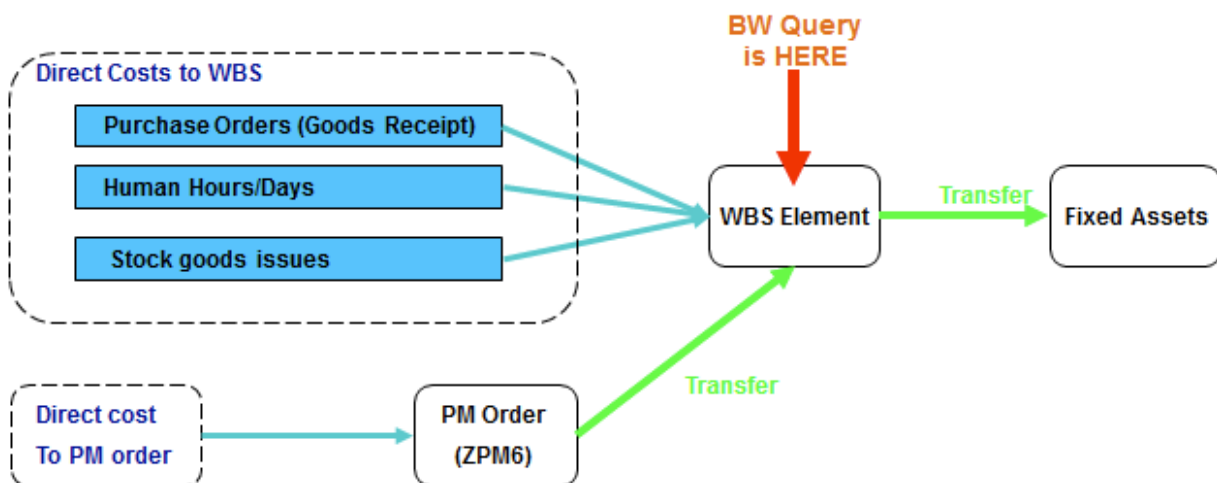 BW Query
is HERE
Direct Costs to WBS
Purchase Orders (Goods Receipt)
Human Hours/Days
Stock goods issues
WBS Element
Transfer
Fixed Assets
Transfer
Direct cost
To PM order
PM Order
(ZPM6)